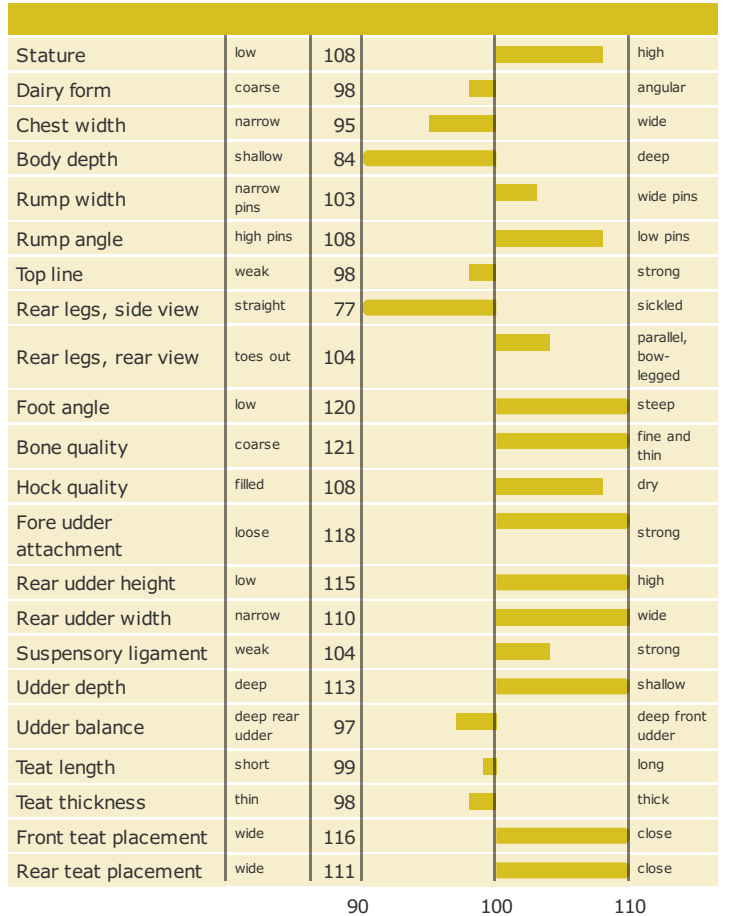 Stature low 108 high
Dairy form coarse 98 angular
Chest width narrow 95 wide
Body depth shallow 84 deep
Rump width narrow pins 103 wide pins
Rump angle high pins 108 low pins
Top line weak 98 strong
Rear legs, side view straight 77 sickled
Rear legs, rear view toes out 104 parallel, bow-legged
Foot angle low 120 steep
Bone quality coarse 121 fine and thin
Hock quality filled 108 dry
Fore udder attachment loose 118 strong
Rear udder height low 115 high
Rear udder width narrow 110 wide
Suspensory ligament weak 104 strong
Udder depth deep 113 shallow
Udder balance deep rear udder 97 deep front udder
Teat length short 99 long
Teat thickness thin 98 thick
Front teat placement wide 116 close
Rear teat placement wide 111 close
90 100 110